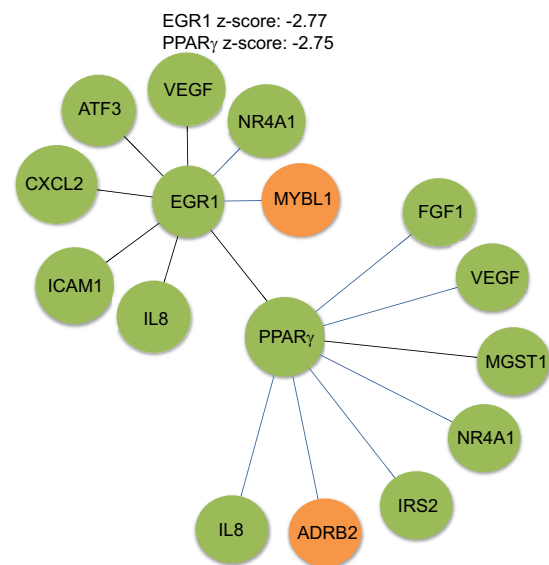 EGR1 z-score: -2.77
PPARγ z-score: -2.75
VEGF
ATF3
NR4A1
CXCL2
EGR1
MYBL1
FGF1
ICAM1
VEGF
IL8
PPARγ
MGST1
NR4A1
IRS2
IL8
ADRB2